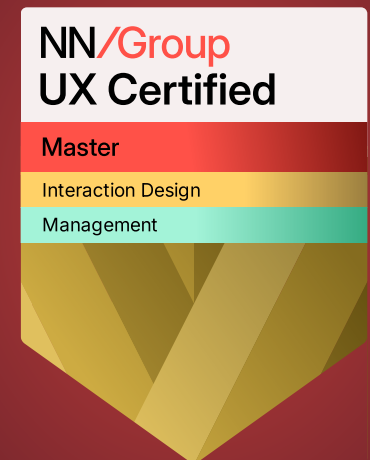 NN/Group
UX Certified
Master
Interaction Design
Management